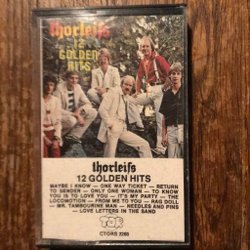 thorleifs
12
GOLDEN
HITS
thorleifs
12 GOLDEN HITS
MAYBE I KNOW — ONE WAY TICKET — RETURN
TO SENDER — ONLY ONE WOMAN — TO KNOW
YOU IS TO LOVE YOU — IT'S MY PARTY — THE
LOCOMOTION — FROM ME TO YOU — RAG DOLL
— MR. TAMBOURINE MAN — NEEDLES AND PINS
— LOVE LETTERS IN THE SAND
TOR